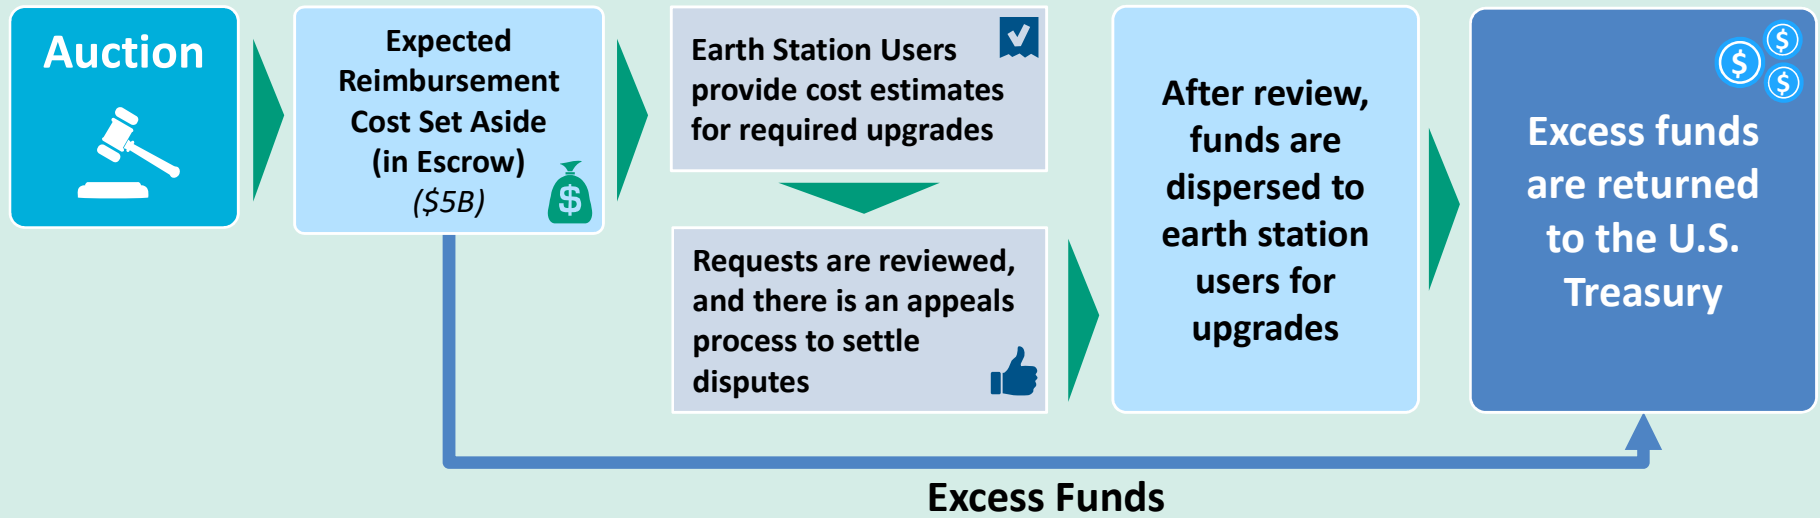 Auction
Expected
Reimbursement
Cost Set Aside
(in Escrow)
($5B)
$
Earth Station Users
provide cost estimates
for required upgrades
Requests are reviewed,
and there is an appeals
process to settle
disputes
After review,
funds are
dispersed to
earth station
users for
upgrades
$
$
$
Excess funds
are returned
to the U.S.
Treasury
Excess Funds